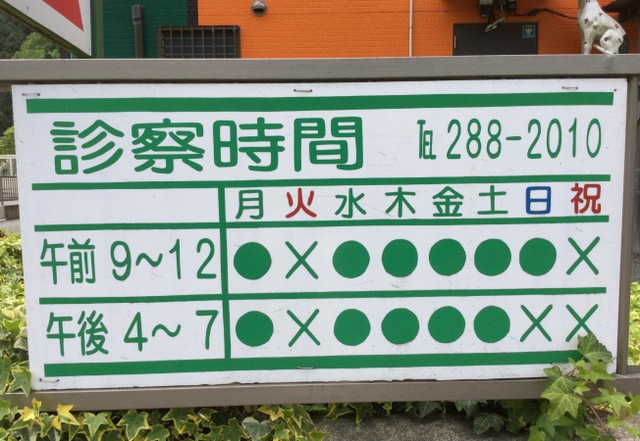 診察時間 TEL 288-2010
月 火 水 木 金 土 日 祝
午前 9〜12 ● × ● ● ● ● ● ×
午後 4〜7 ● × ● ● ● ● × ×